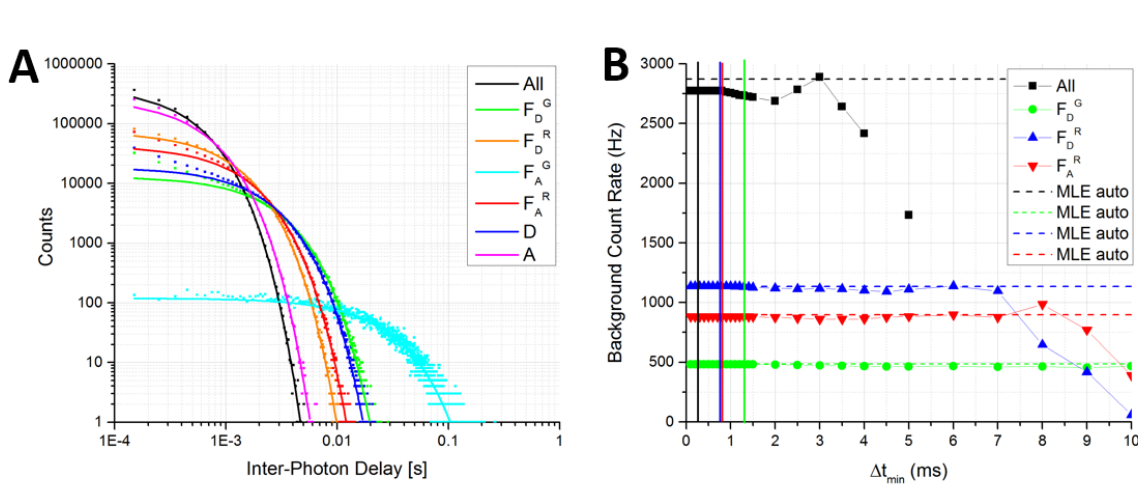 A
Counts
1000000
100000
10000
1000
100
10
1
1E-4
1E-3
0.01
0.1
1
Inter-Photon Delay [s]
All
F_D^G
F_D^R
F_A^G
F_A^R
D
A
B
Background Count Rate (Hz)
3000
2500
2000
1500
1000
500
0
0
1
2
3
4
5
6
7
8
9
10
Δt_min (ms)
All
F_D^G
F_D^R
F_A^R
MLE auto
MLE auto
MLE auto
MLE auto